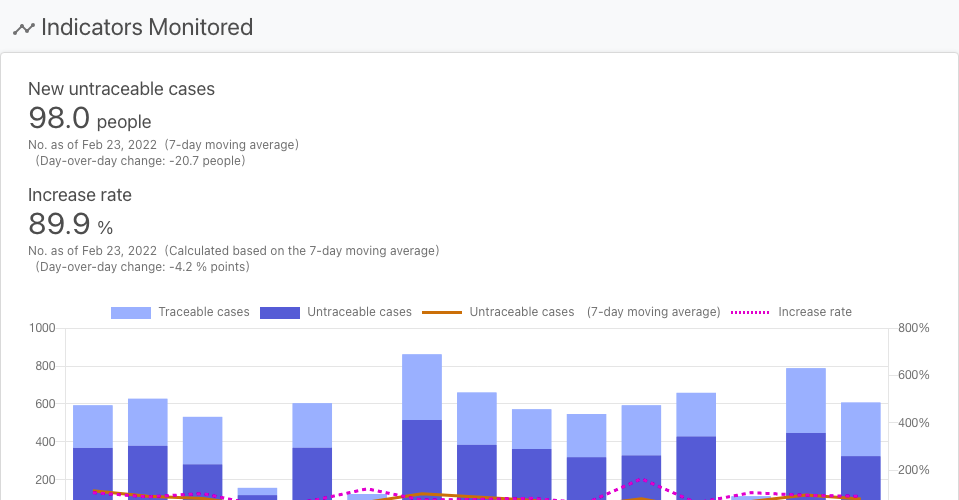 Indicators Monitored
New untraceable cases
98.0 people
No. as of Feb 23, 2022 (7-day moving average)
(Day-over-day change: -20.7 people)
Increase rate
89.9 %
No. as of Feb 23, 2022 (Calculated based on the 7-day moving average)
(Day-over-day change: -4.2 % points)
Traceable cases Untraceable cases Untraceable cases (7-day moving average) Increase rate
1000 800%
800
600%
600
400%
400
200%
200